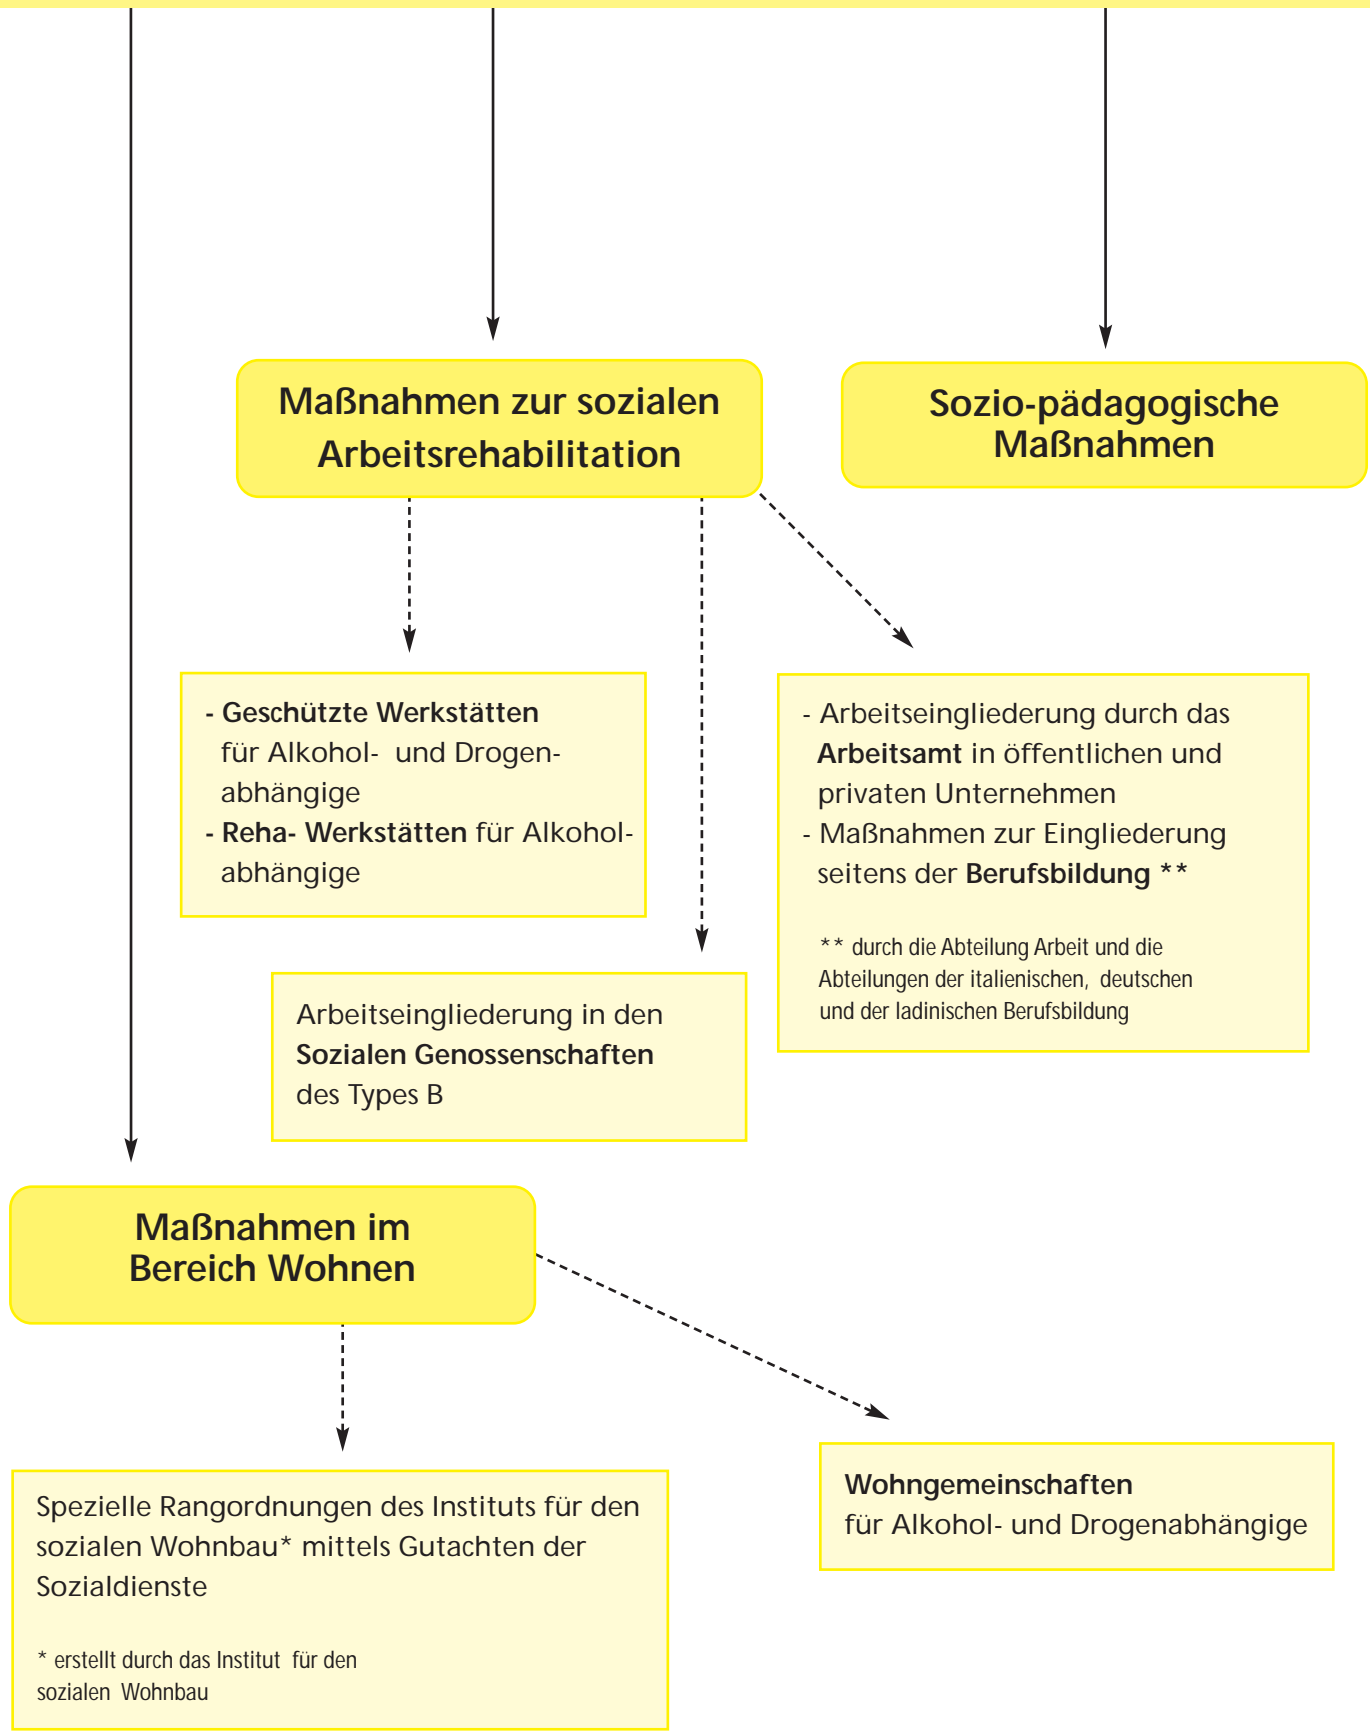 Maßnahmen zur sozialen
Arbeitsrehabilitation
Sozio-pädagogische
Maßnahmen
- Geschützte Werkstätten
für Alkohol- und Drogen-
abhängige
- Reha- Werkstätten für Alkohol-
abhängige
- Arbeitseingliederung durch das
Arbeitsamt in öffentlichen und
privaten Unternehmen
- Maßnahmen zur Eingliederung
seitens der Berufsbildung **
** durch die Abteilung Arbeit und die
Abteilungen der italienischen, deutschen
und der ladinischen Berufsbildung
Arbeitseingliederung in den
Sozialen Genossenschaften
des Types B
Maßnahmen im
Bereich Wohnen
Spezielle Rangordnungen des Instituts für den
sozialen Wohnbau* mittels Gutachten der
Sozialdienste
* erstellt durch das Institut für den
sozialen Wohnbau
Wohngemeinschaften
für Alkohol- und Drogenabhängige